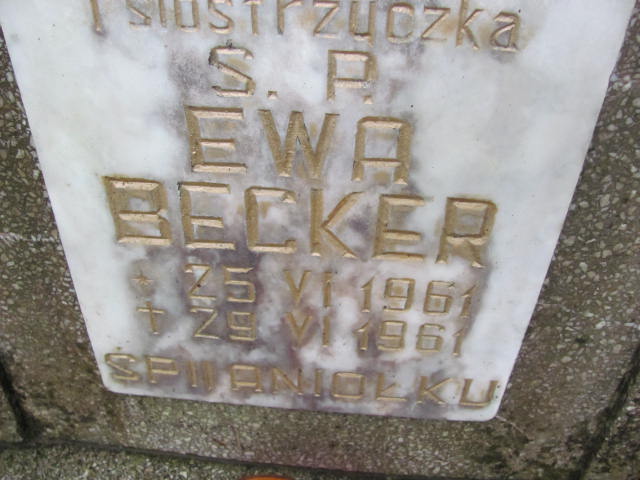 i siostrzyczka
Ś. P.
EWA
BECKER
* 25 VI 1961
† 29 VI 1961
ŚPIJ ANIOŁKU